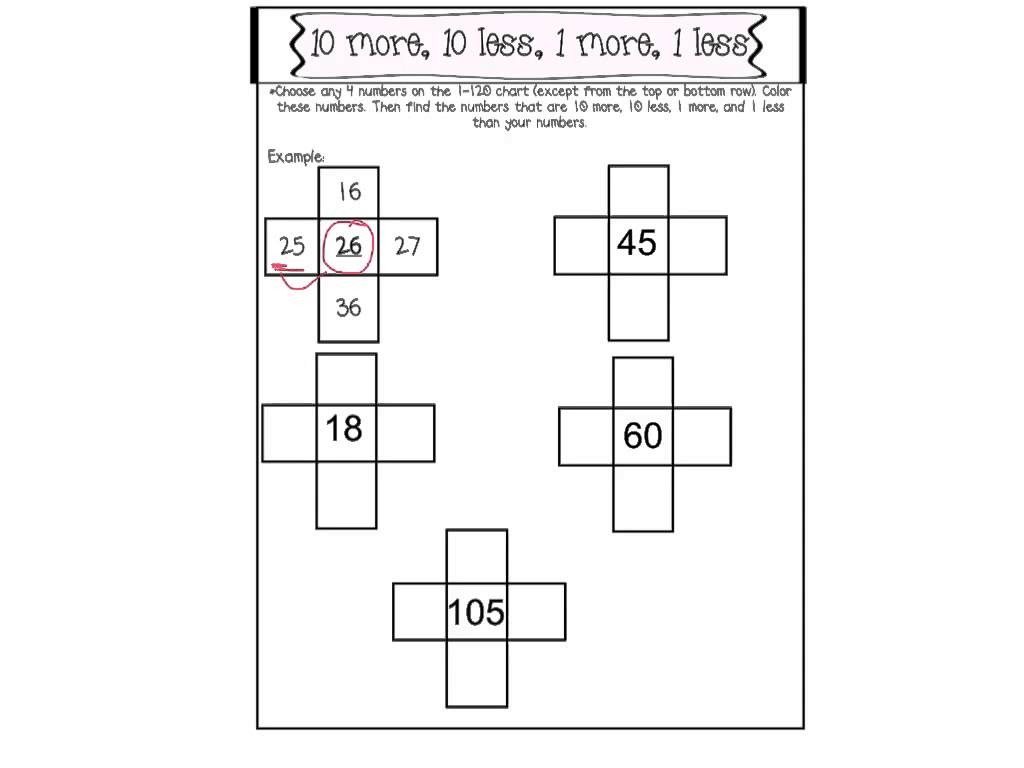 10 more, 10 less, 1 more, 1 less
*Choose any 4 numbers on the 1-120 chart (except from the top or bottom row). Color
these numbers. Then find the numbers that are 10 more, 10 less, 1 more, and 1 less
than your numbers.
Example:
16
25 26 27
36
45
18
60
105